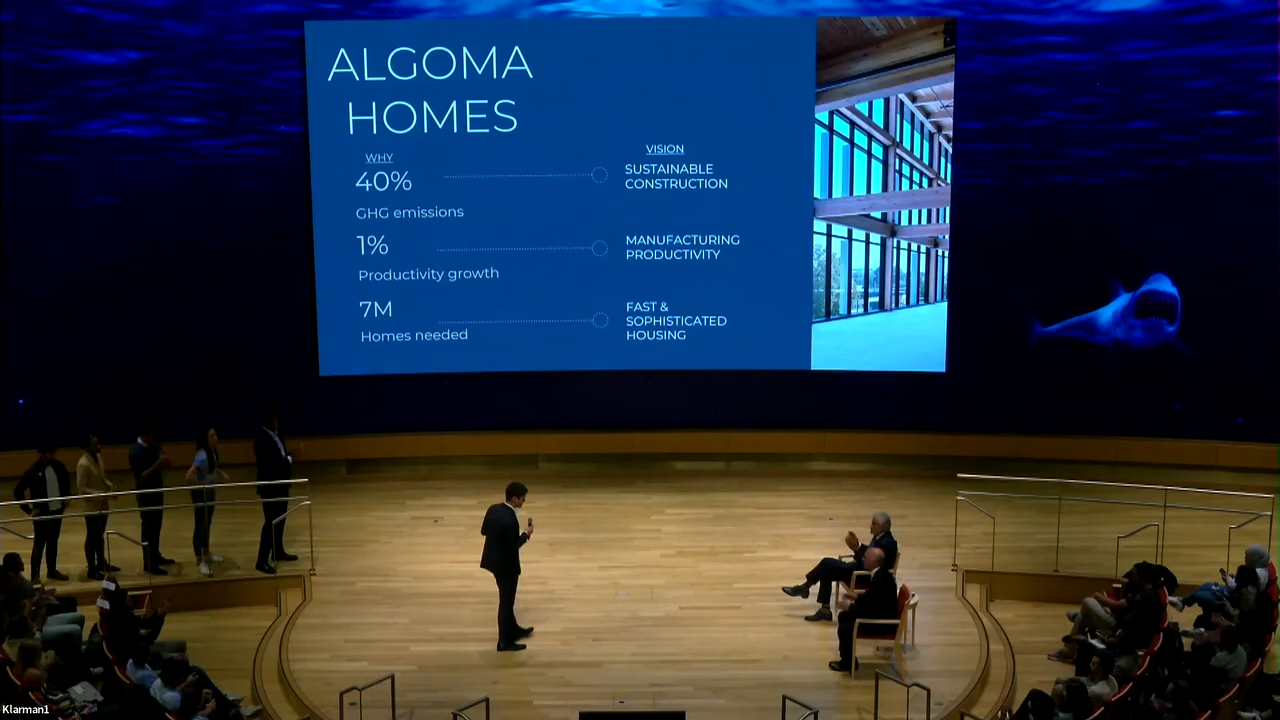 ALGOMA
HOMES
WHY
40%
GHG emissions
1%
Productivity growth
7M
Homes needed
VISION
SUSTAINABLE
CONSTRUCTION
MANUFACTURING
PRODUCTIVITY
FAST &
SOPHISTICATED
HOUSING
Klarman1